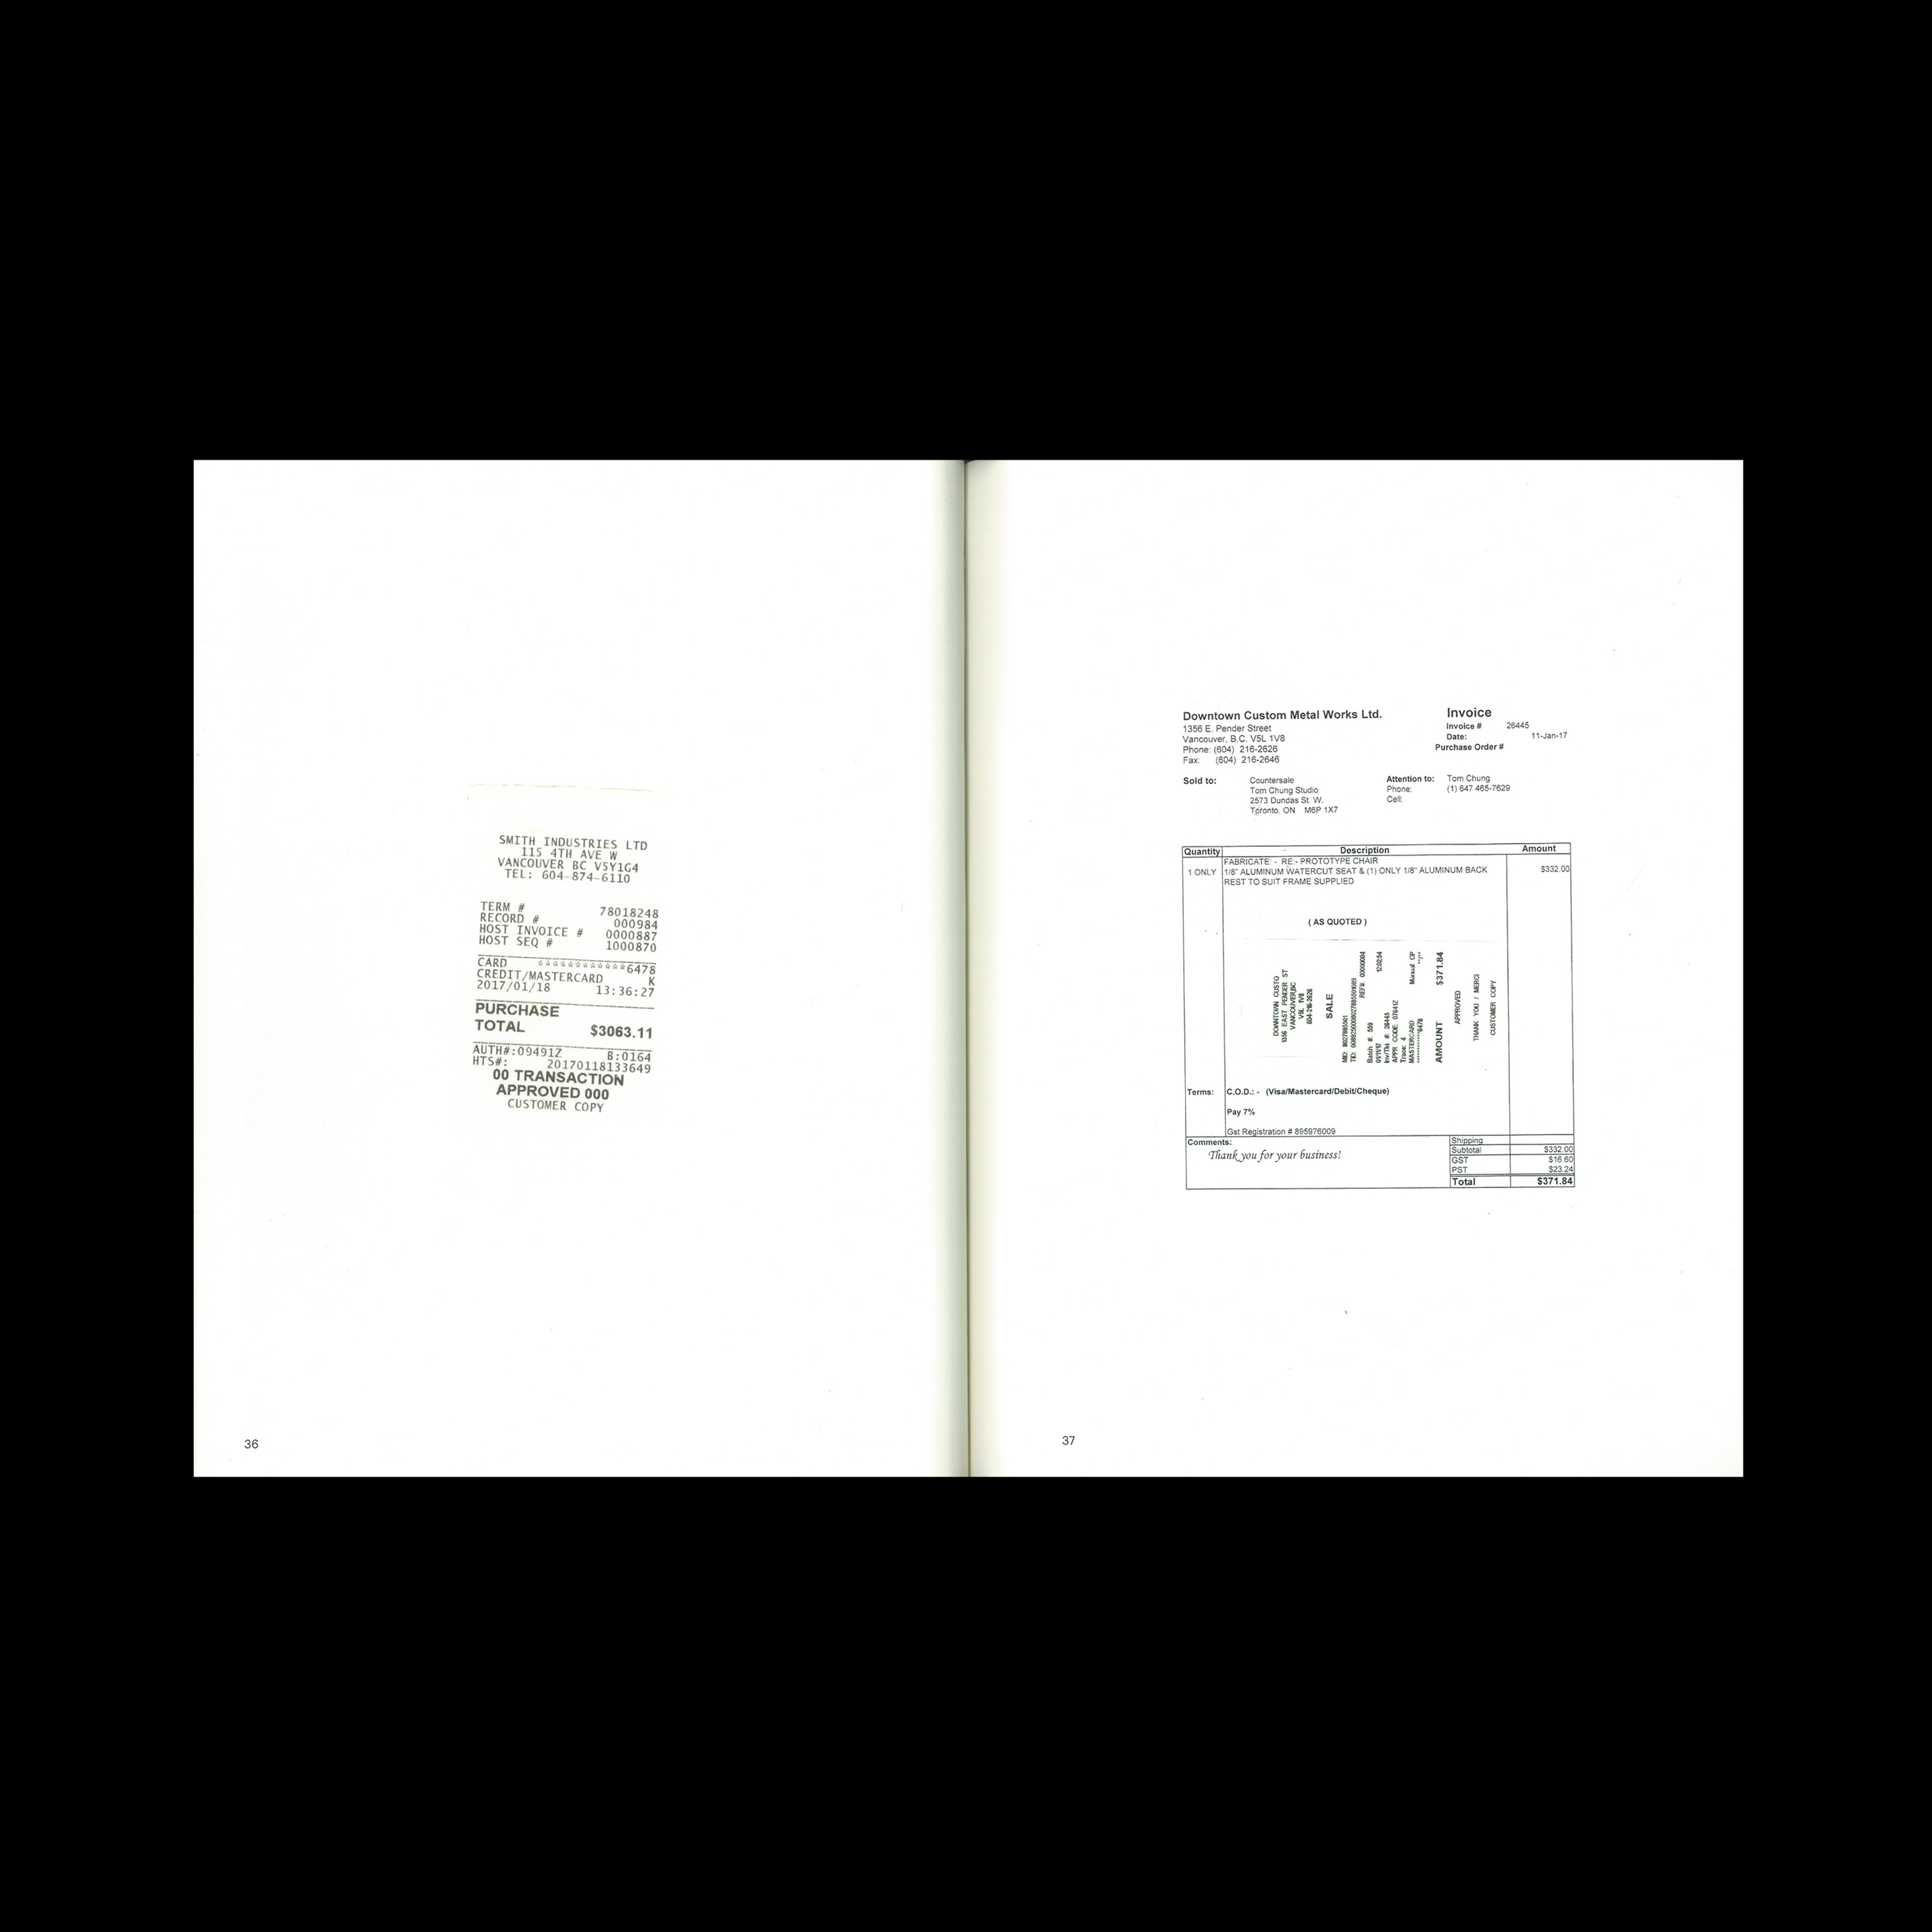 SMITH INDUSTRIES LTD
115 4TH AVE W
VANCOUVER BC V5Y1G4
TEL: 604-874-6110
TERM # 78018248
RECORD # 000984
HOST INVOICE # 0000887
HOST SEQ # 1000870
CARD ************6478
CREDIT/MASTERCARD K
2017/01/18 13:36:27
PURCHASE
TOTAL $3063.11
AUTH#:09491Z B:0164
HTS#: 20170118133649
00 TRANSACTION
APPROVED 000
CUSTOMER COPY
36
Downtown Custom Metal Works Ltd.
1356 E. Pender Street
Vancouver, B.C. V5L 1V8
Phone: (604) 216-2626
Fax: (604) 216-2646
Invoice
Invoice # 26445
Date: 11-Jan-17
Purchase Order #
Sold to: Countersale
Tom Chung Studio
2573 Dundas St. W.
Toronto, ON M6P 1X7
Attention to: Tom Chung
Phone: (1) 647 465-7629
Cell:
Quantity Description Amount
FABRICATE: - RE:- PROTOTYPE CHAIR
1 ONLY 1/8" ALUMINUM WATERCUT SEAT & (1) ONLY 1/8" ALUMINUM BACK $332.00
REST TO SUIT FRAME SUPPLIED
( AS QUOTED )
DOWNTOWN CUSTO
1356 EAST PENDER ST
VANCOUVER,BC
V5L 1V8
604-216-2626
SALE
MID: 8027885501
REF#: 00000004
Batch #: 559
01/11/17 12:02:54
Inv/Tkt #: 26445
APPR CODE: 07641Z
Trace: 4
MASTERCARD Manual CP
************6478 **/**
AMOUNT $371.84
APPROVED
THANK YOU / MERCI
CUSTOMER COPY
Terms: C.O.D.: - (Visa/Mastercard/Debit/Cheque)
Pay 7%
Gst Registration # 895976009
Comments:
Thank you for your business!
Shipping
Subtotal $332.00
GST $16.60
PST $23.24
Total $371.84
37